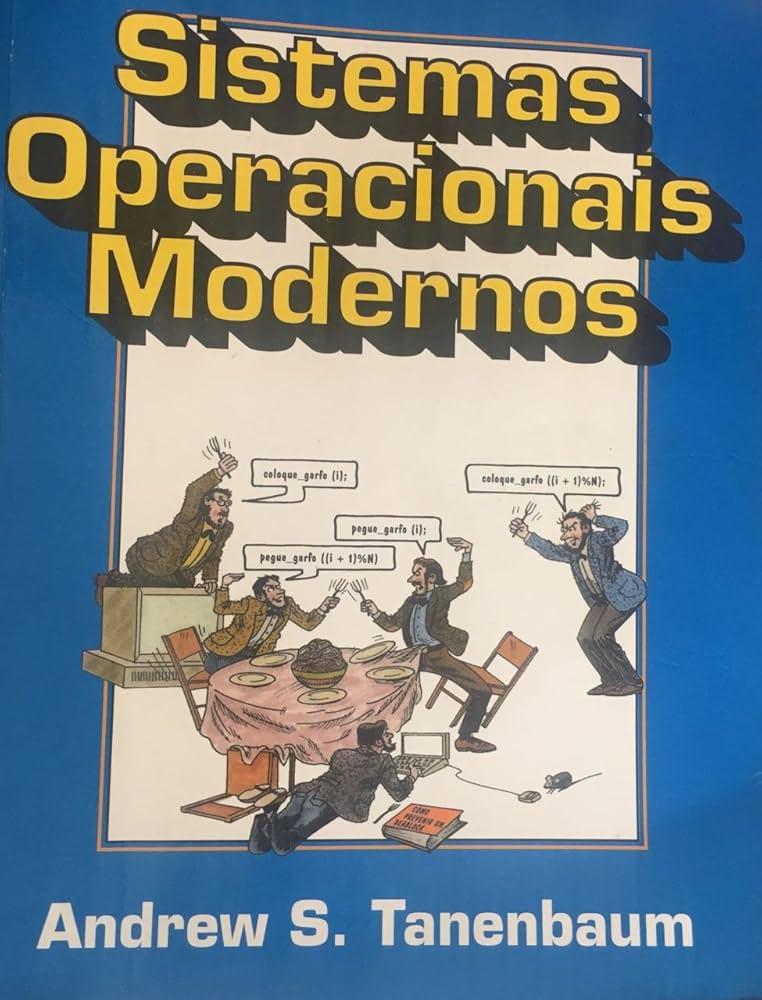 Sistemas
Operacionais
Modernos
coloque_garfo (i);
coloque_garfo ((i + 1)%N);
pegue_garfo (i);
pegue_garfo ((i + 1)%N)
COMO
PREVENIR UM
DEADLOCK
Andrew S. Tanenbaum